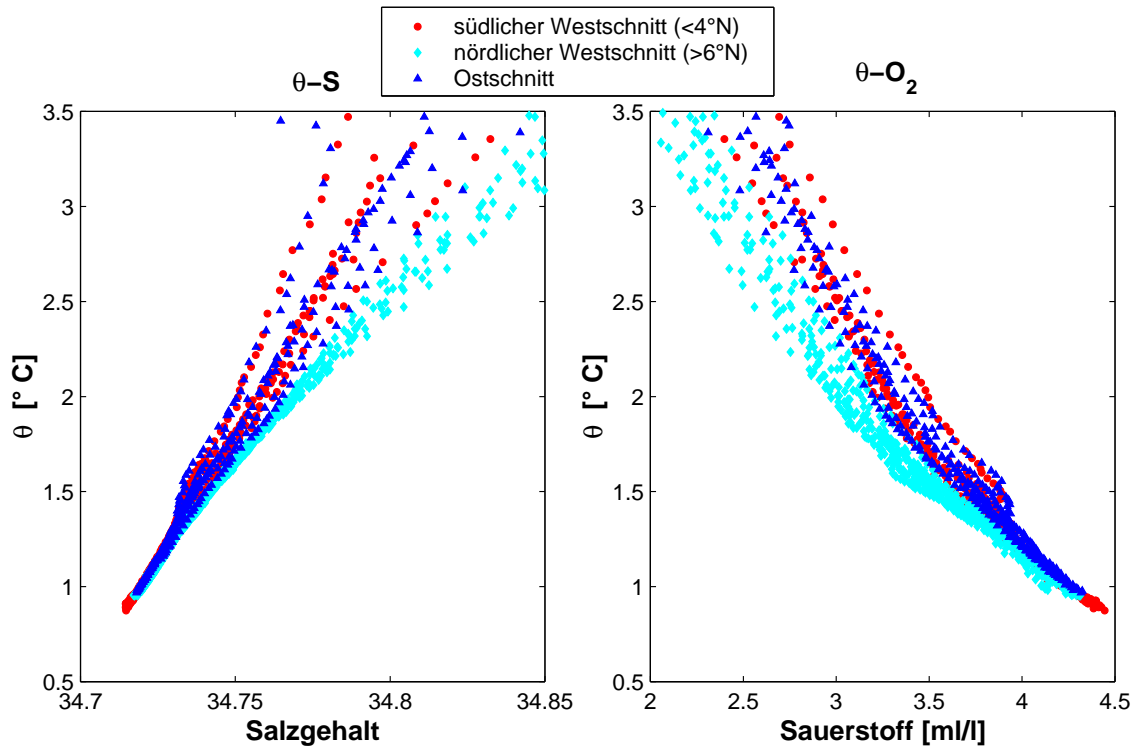 südlicher Westschnitt (<4°N)
nördlicher Westschnitt (>6°N)
Ostschnitt
θ−S
θ−O2
3.5
3
2.5
2
1.5
1
0.5
θ [° C]
34.7 34.75 34.8 34.85
Salzgehalt
3.5
3
2.5
2
1.5
1
0.5
θ [° C]
2 2.5 3 3.5 4 4.5
Sauerstoff [ml/l]